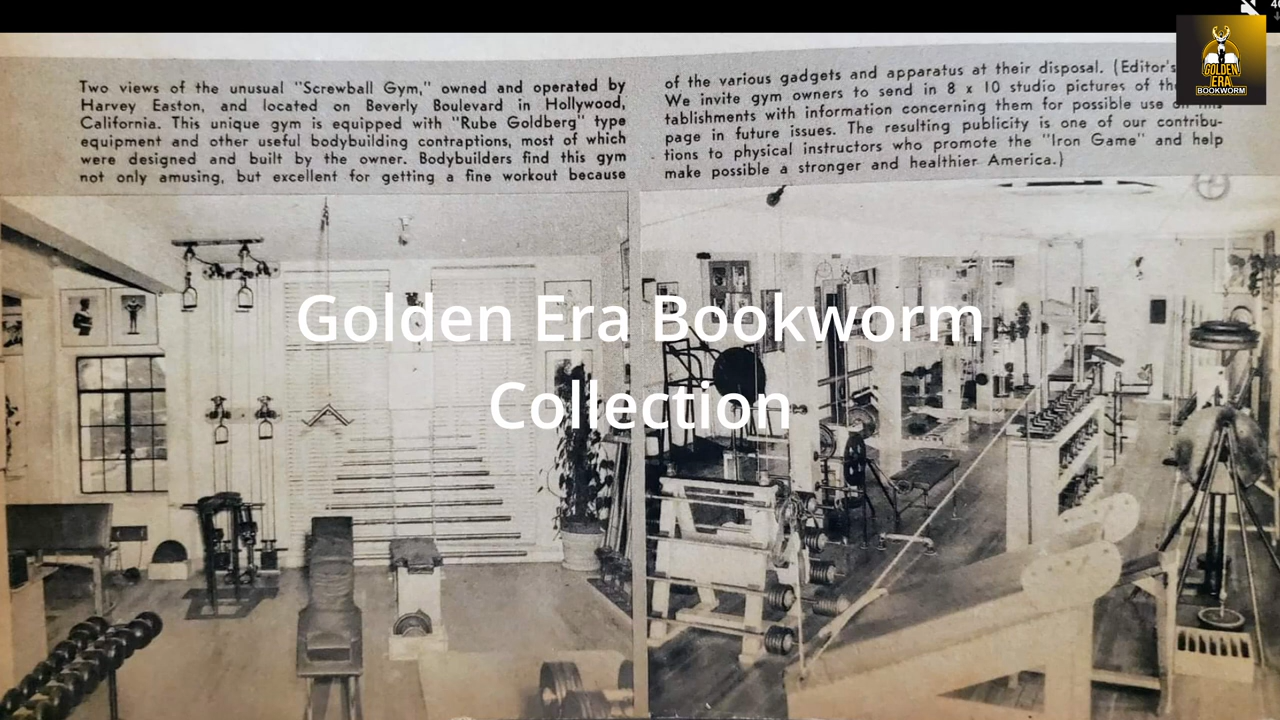 Two views of the unusual "Screwball Gym," owned and operated by
Harvey Easton, and located on Beverly Boulevard in Hollywood,
California. This unique gym is equipped with "Rube Goldberg" type
equipment and other useful bodybuilding contraptions, most of which
were designed and built by the owner. Bodybuilders find this gym
not only amusing, but excellent for getting a fine workout because
of the various gadgets and apparatus at their disposal. (Editor's
We invite gym owners to send in 8 x 10 studio pictures of
tablishments with information concerning them for possible use
page in future issues. The resulting publicity is one of our contribu-
tions to physical instructors who promote the "Iron Game" and help
make possible a stronger and healthier America.)
GOLDEN
ERA
BOOKWORM
Golden Era Bookworm
Collection